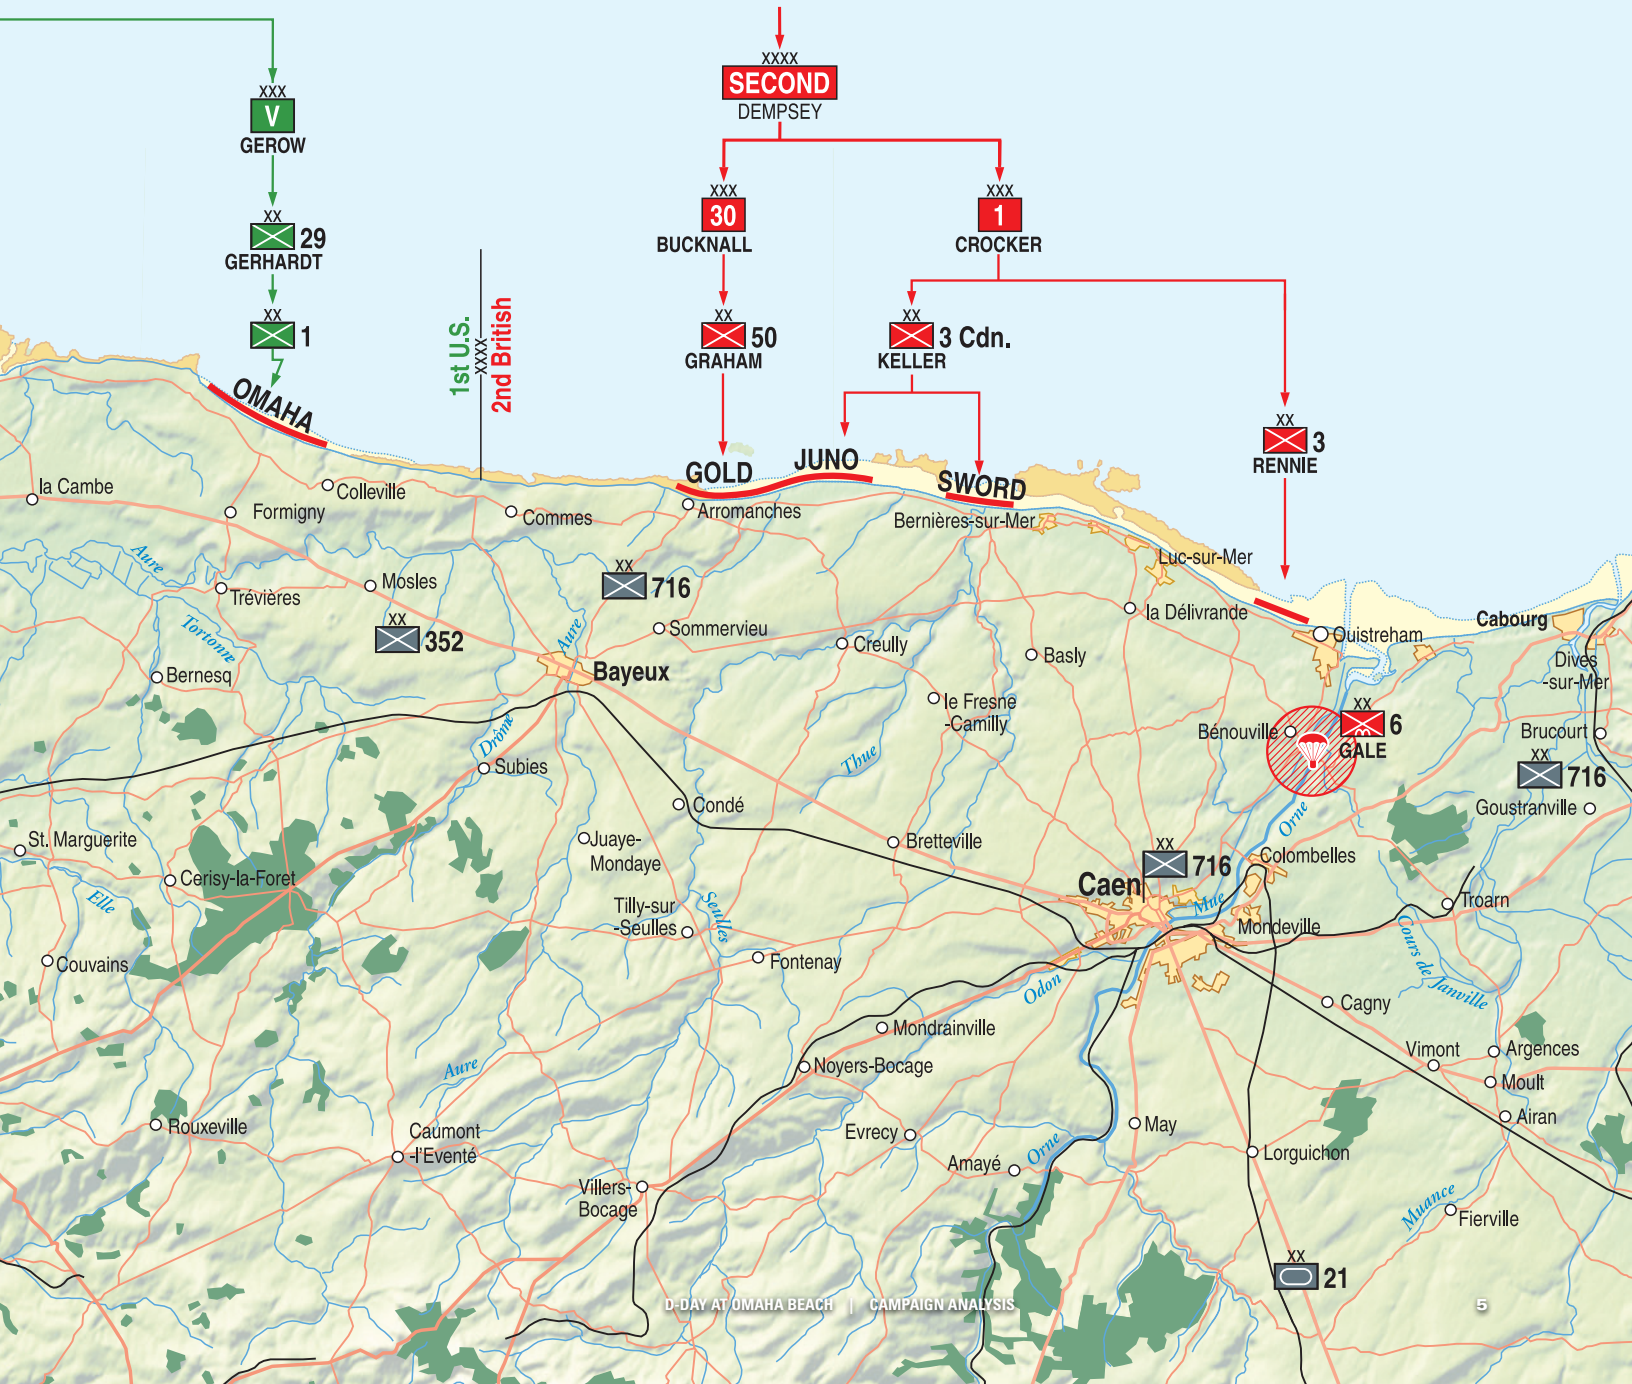 XXXX
SECOND
DEMPSEY
XXX
V
GEROW
XX
29
GERHARDT
XX
1
1st U.S.
XXXX
2nd British
XXX
30
BUCKNALL
XX
50
GRAHAM
XXX
1
CROCKER
XX
3 Cdn.
KELLER
XX
3
RENNIE
OMAHA
GOLD
JUNO
SWORD
la Cambe
Colleville
Formigny
Commes
Arromanches
Bernières-sur-Mer
Luc-sur-Mer
Aure
Trévières
Mosles
XX
716
la Délivrande
Cabourg
Ouistreham
Tortonne
XX
352
Aure
Sommervieu
Creully
Basly
Dives
-sur-Mer
Bernesq
Bayeux
le Fresne
-Camilly
XX
6
GALE
Bénouville
Brucourt
Drôme
Subies
Thue
XX
716
Goustranville
Condé
Orne
St. Marguerite
Juaye-
Mondaye
Bretteville
XX
716
Colombelles
Cerisy-la-Foret
Caen
Elle
Tilly-sur
-Seulles
Seulles
Mue
Troarn
Mondeville
Couvains
Fontenay
Cours de Janville
Odon
Cagny
Mondrainville
Aure
Noyers-Bocage
Vimont
Argences
Moult
Rouxeville
Caumont
-l'Eventé
Evrecy
May
Airan
Amayé
Orne
Lorguichon
Villers-
Bocage
Muance
Fierville
XX
21
D-DAY AT OMAHA BEACH | CAMPAIGN ANALYSIS
5